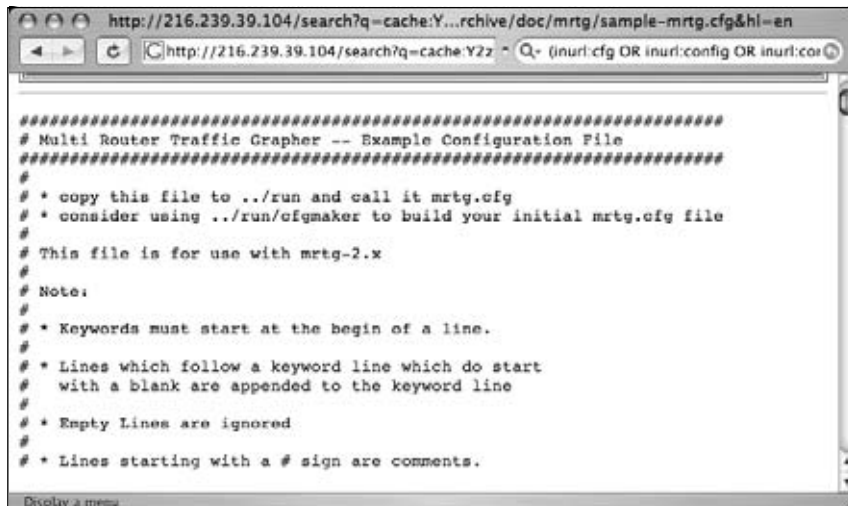 http://216.239.39.104/search?q=cache:Y...rchive/doc/mrtg/sample-mrtg.cfg&hl=en
http://216.239.39.104/search?q=cache:Y2z
(inurl:cfg OR inurl:config OR inurl:cor
######################################################################
# Multi Router Traffic Grapher -- Example Configuration File
######################################################################
#
# * copy this file to ../run and call it mrtg.cfg
# * consider using ../run/cfgmaker to build your initial mrtg.cfg file
#
# This file is for use with mrtg-2.x
#
# Note:
#
# * Keywords must start at the begin of a line.
#
# * Lines which follow a keyword line which do start
#   with a blank are appended to the keyword line
#
# * Empty Lines are ignored
#
# * Lines starting with a # sign are comments.
Display a menu